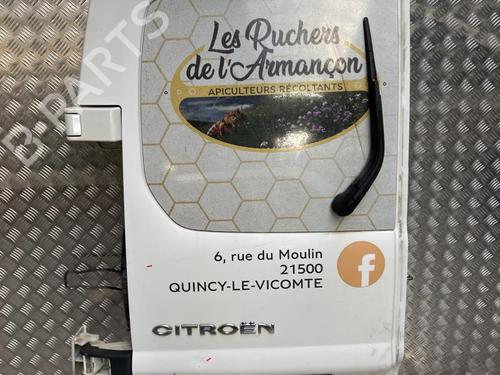 Les Ruchers
de l'Armançon
APICULTEURS RÉCOLTANTS
6, rue du Moulin
21500
QUINCY-LE-VICOMTE
f
CITROËN
B PARTS